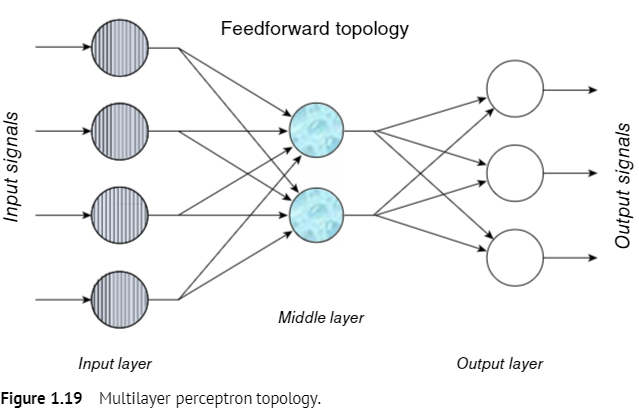 Feedforward topology
Input signals
Output signals
Middle layer
Input layer
Output layer
Figure 1.19 Multilayer perceptron topology.